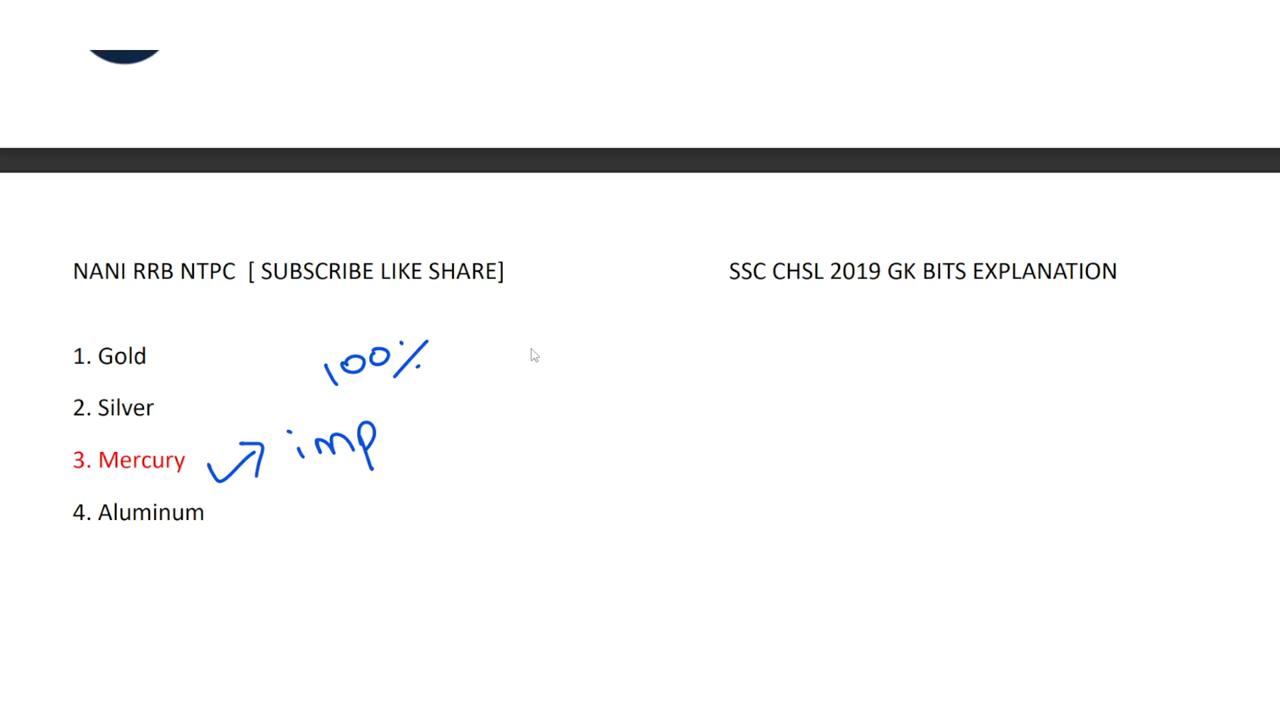 NANI RRB NTPC [ SUBSCRIBE LIKE SHARE] SSC CHSL 2019 GK BITS EXPLANATION
1. Gold
100%
2. Silver
imp
3. Mercury
4. Aluminum